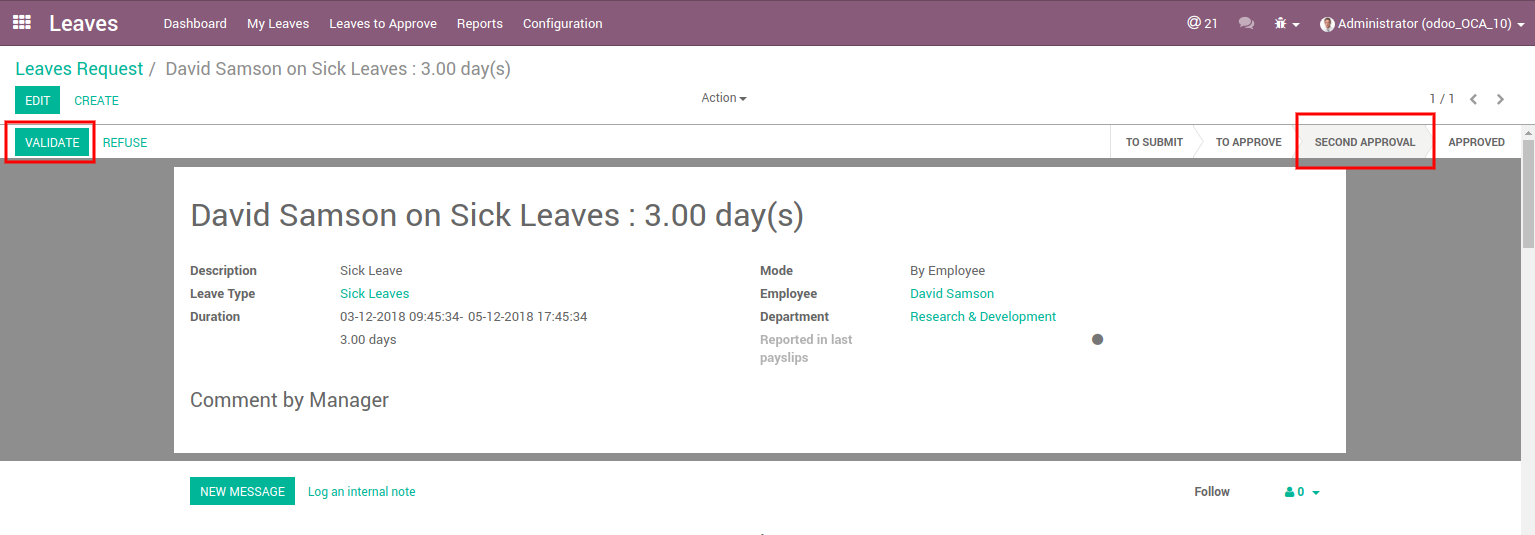 Leaves Dashboard My Leaves Leaves to Approve Reports Configuration @ 21 Administrator (odoo_OCA_10)
Leaves Request / David Samson on Sick Leaves : 3.00 day(s)
EDIT CREATE Action 1 / 1
VALIDATE REFUSE TO SUBMIT TO APPROVE SECOND APPROVAL APPROVED
David Samson on Sick Leaves : 3.00 day(s)
Description Sick Leave Mode By Employee
Leave Type Sick Leaves Employee David Samson
Duration 03-12-2018 09:45:34- 05-12-2018 17:45:34 Department Research & Development
3.00 days Reported in last
payslips
Comment by Manager
NEW MESSAGE Log an internal note Follow 0